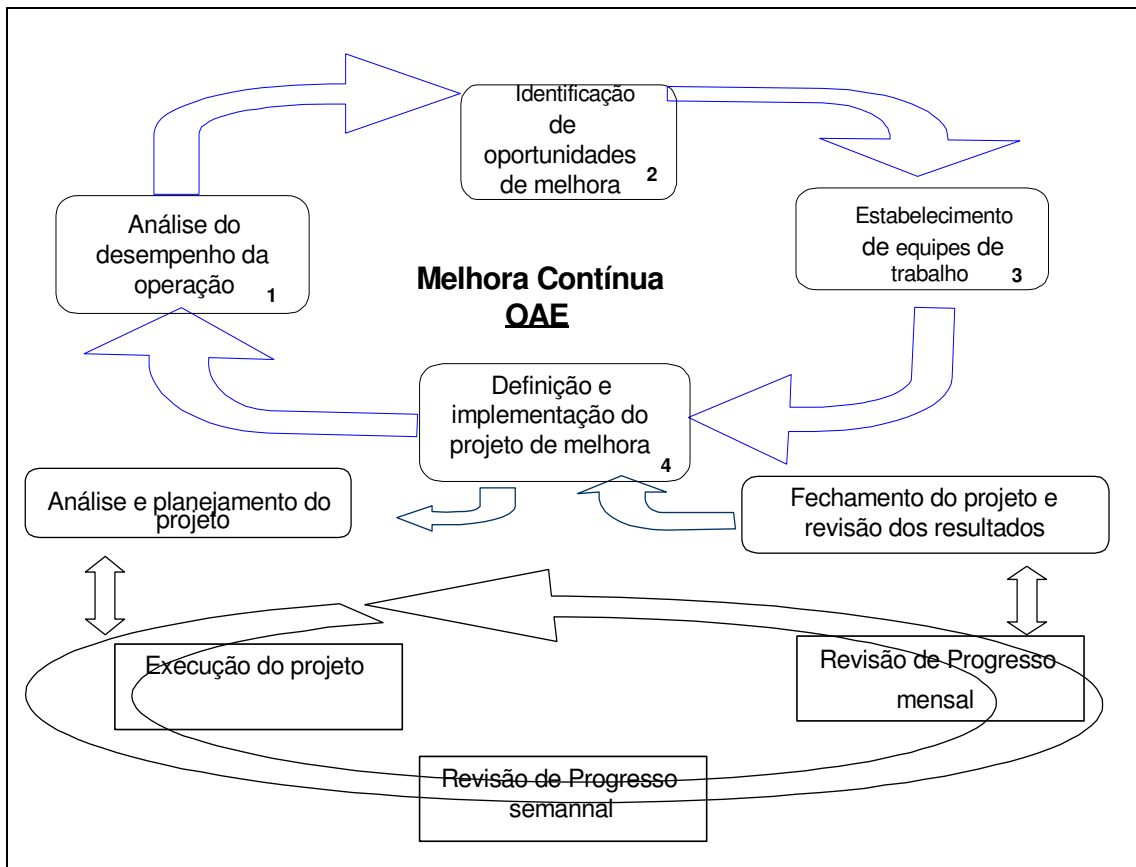 Identificação
de
oportunidades
de melhora 2
Análise do
desempenho da
operação 1
Estabelecimento
de equipes de
trabalho 3
Melhora Contínua
OAE
Definição e
implementação do
projeto de melhora
4
Análise e planejamento do
projeto
Fechamento do projeto e
revisão dos resultados
Execução do projeto
Revisão de Progresso
mensal
Revisão de Progresso
semannal